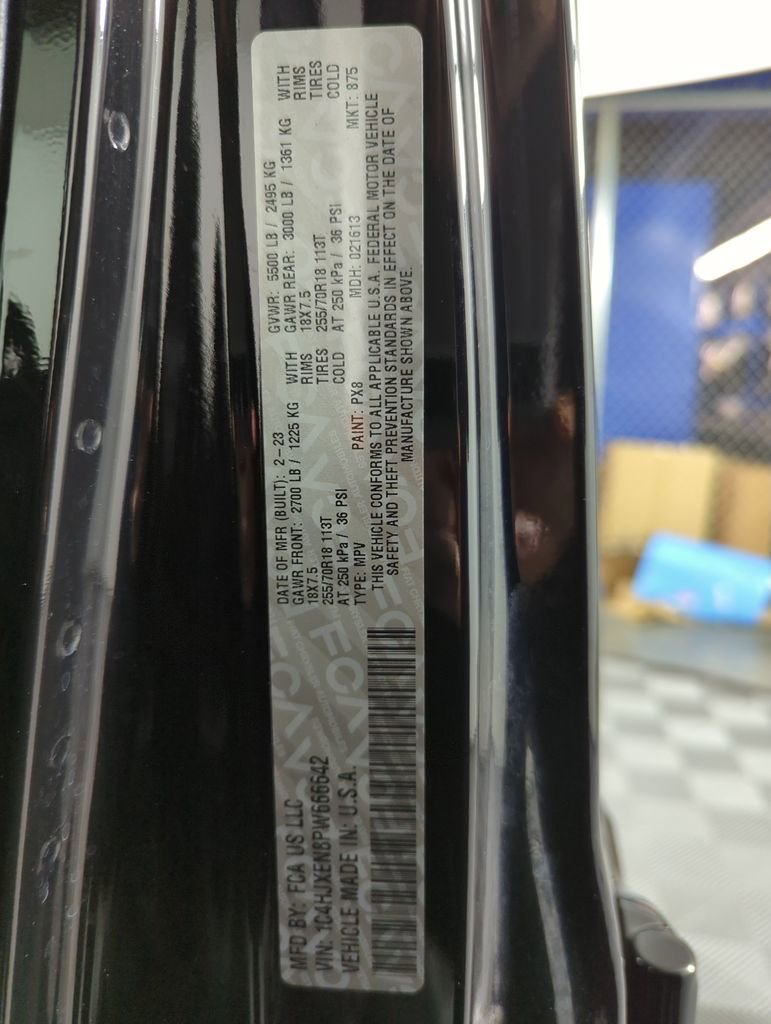 MFD BY: FCA US LLC
VIN: 1C4HJXEN8PW666642
VEHICLE MADE IN: U.S.A.
DATE OF MFR (BUILT): 2-23 GVWR: 5500 LB / 2495 KG
GAWR FRONT: 2700 LB / 1225 KG WITH GAWR REAR: 3000 LB / 1361 KG WITH
18X7.5 RIMS 18X7.5 RIMS
255/70R18 113T TIRES 255/70R18 113T TIRES
AT 250 kPa / 36 PSI COLD AT 250 kPa / 36 PSI COLD
TYPE: MPV PAINT: PX8 MDH: 021613 MKT: 875
THIS VEHICLE CONFORMS TO ALL APPLICABLE U.S.A. FEDERAL MOTOR VEHICLE
SAFETY AND THEFT PREVENTION STANDARDS IN EFFECT ON THE DATE OF
MANUFACTURE SHOWN ABOVE.